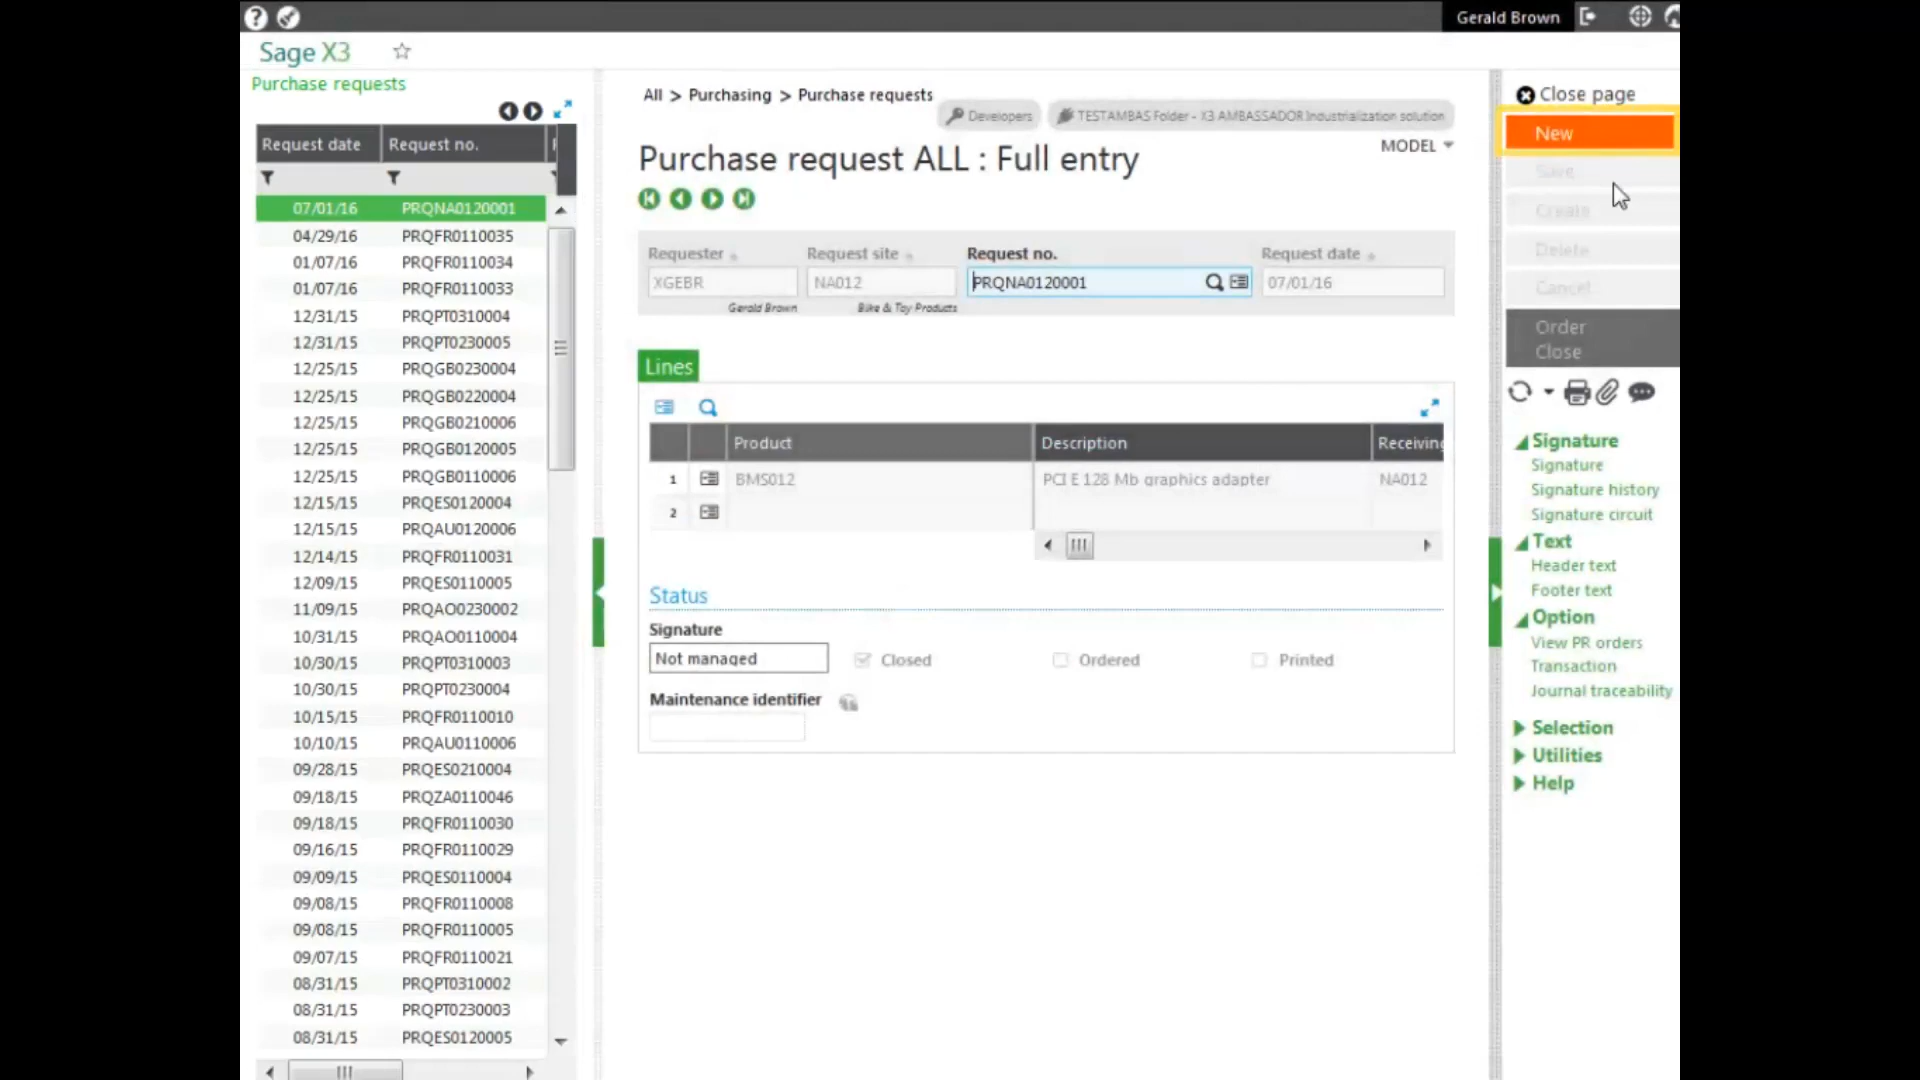 Gerald Brown
Sage X3
Purchase requests
Request date Request no.
07/01/16 PRQNA0120001
04/29/16 PRQFR0110035
01/07/16 PRQFR0110034
01/07/16 PRQFR0110033
12/31/15 PRQPT0310004
12/31/15 PRQPT0230005
12/25/15 PRQGB0230004
12/25/15 PRQGB0220004
12/25/15 PRQGB0210006
12/25/15 PRQGB0120005
12/25/15 PRQGB0110006
12/15/15 PRQES0120004
12/15/15 PRQAU0120006
12/14/15 PRQFR0110031
12/09/15 PRQES0110005
11/09/15 PRQAO0230002
10/31/15 PRQAO0110004
10/30/15 PRQPT0310003
10/30/15 PRQPT0230004
10/15/15 PRQFR0110010
10/10/15 PRQAU0110006
09/28/15 PRQES0210004
09/18/15 PRQZA0110046
09/18/15 PRQFR0110030
09/16/15 PRQFR0110029
09/09/15 PRQES0110004
09/08/15 PRQFR0110008
09/08/15 PRQFR0110005
09/07/15 PRQFR0110021
08/31/15 PRQPT0310002
08/31/15 PRQPT0230003
08/31/15 PRQES0120005
All > Purchasing > Purchase requests
Developers
TESTAMBAS Folder - X3 AMBASSADOR Industrialization solution
MODEL
Purchase request ALL : Full entry
Requester Request site Request no. Request date
XGEBR NA012 PRQNA0120001 07/01/16
Gerald Brown Bike & Toy Products
Lines
Product Description Receiving
1 BMS012 PCI E 128 Mb graphics adapter NA012
2
Status
Signature
Not managed Closed Ordered Printed
Maintenance identifier
Close page
New
Save
Create
Delete
Cancel
Order
Close
Signature
Signature
Signature history
Signature circuit
Text
Header text
Footer text
Option
View PR orders
Transaction
Journal traceability
Selection
Utilities
Help